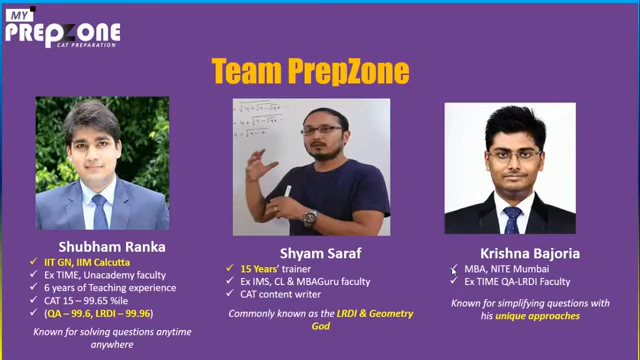 MY
PREPZONE
CAT PREPARATION
Team PrepZone
Shubham Ranka
IIT GN, IIM Calcutta
Ex TIME, Unacademy faculty
6 years of Teaching experience
CAT 15 – 99.65 %ile
(QA – 99.6, LRDI – 99.96)
Known for solving questions anytime
anywhere
Shyam Saraf
15 Years' trainer
Ex IMS, CL & MBAGuru faculty
CAT content writer
Commonly known as the LRDI & Geometry
God
Krishna Bajoria
MBA, NITE Mumbai
Ex TIME QA-LRDI Faculty
Known for simplifying questions with
his unique approaches